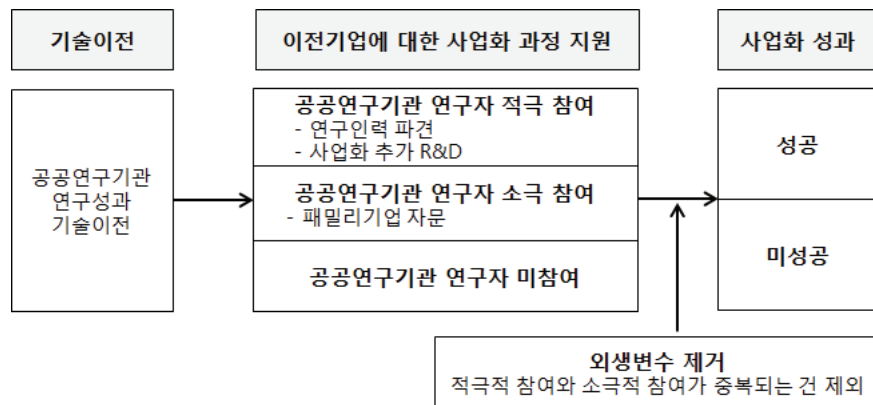 기술이전
이전기업에 대한 사업화 과정 지원
사업화 성과
공공연구기관
연구성과
기술이전
공공연구기관 연구자 적극 참여
- 연구인력 파견
- 사업화 추가 R&D
공공연구기관 연구자 소극 참여
- 패밀리기업 자문
공공연구기관 연구자 미참여
성공
미성공
외생변수 제거
적극적 참여와 소극적 참여가 중복되는 건 제외